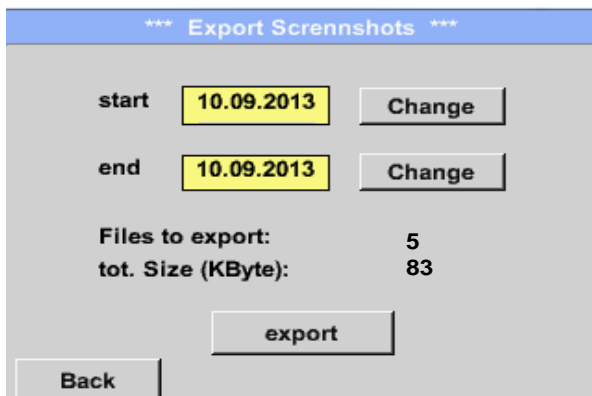 *** Export Scrennshots ***
start 10.09.2013 Change
end 10.09.2013 Change
Files to export: 5
tot. Size (KByte): 83
export
Back